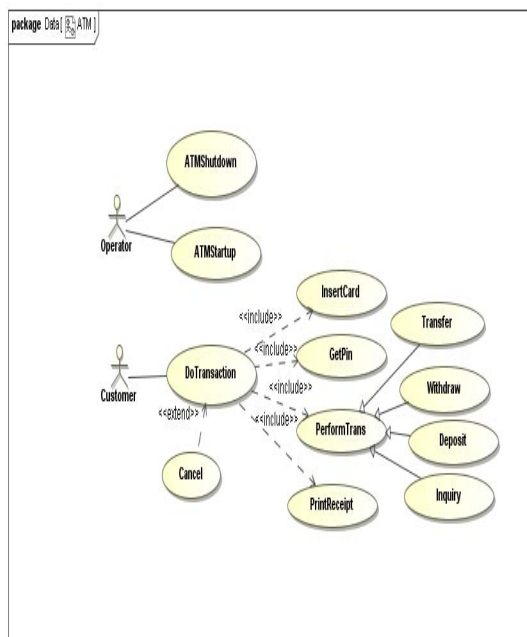 package Data[ ATM ]
ATMShutdown
Operator
ATMStartup
InsertCard
<<include>>
Transfer
<<include>>
GetPin
Customer
DoTransaction
<<include>>
Withdraw
<<extend>>
<<include>>
PerformTrans
Deposit
Cancel
Inquiry
PrintReceipt